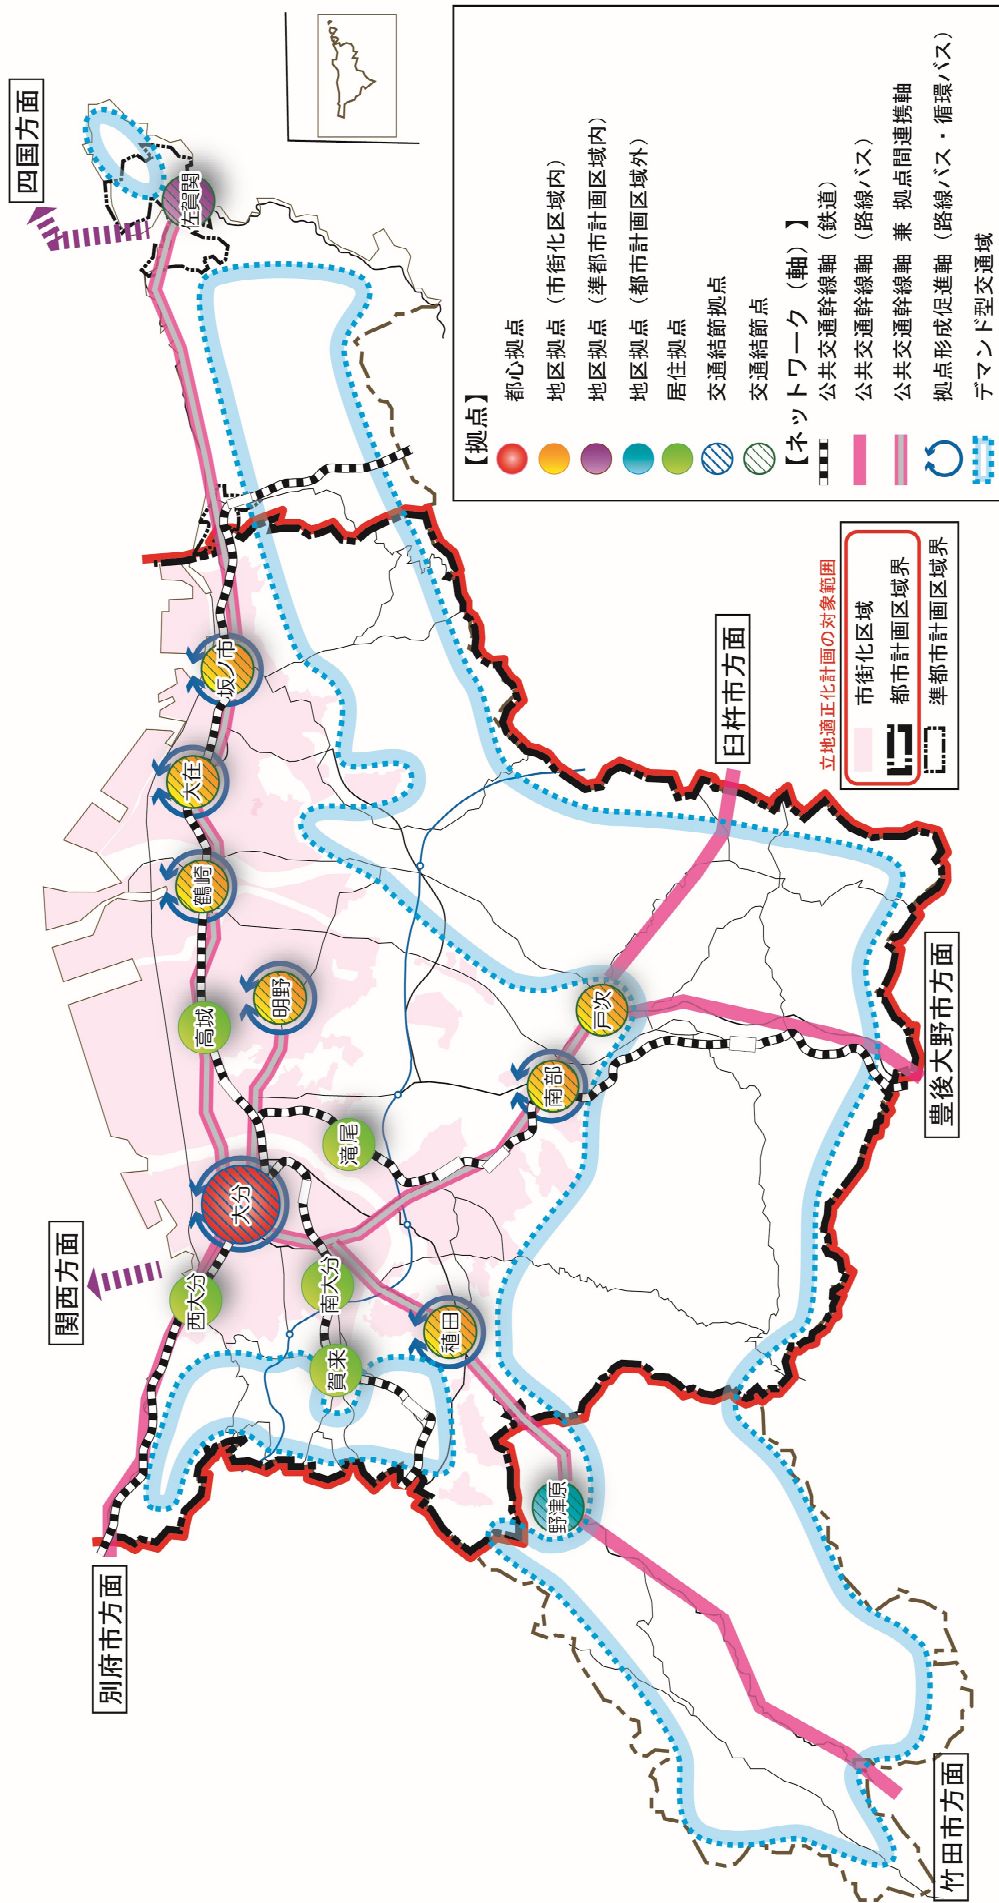 別府市方面
関西方面
四国方面
西大分
大分
高城
鶴崎
大在
坂ノ市
佐賀関
明野
滝尾
南大分
賀来
稙田
南部
戸次
野津原
臼杵市方面
豊後大野市方面
竹田市方面
立地適正化計画の対象範囲
市街化区域
都市計画区域界
準都市計画区域界
【拠点】
都心拠点
地区拠点（市街化区域内）
地区拠点（準都市計画区域内）
地区拠点（都市計画区域外）
居住拠点
交通結節拠点
交通結節点
【ネットワーク（軸）】
公共交通幹線軸（鉄道）
公共交通幹線軸（路線バス）
公共交通幹線軸 兼 拠点間連携軸
拠点形成促進軸（路線バス・循環バス）
デマンド型交通域